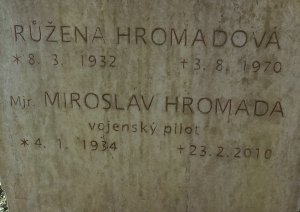 RŮŽENA HROMADOVÁ
*8. 3. 1932 †3. 8. 1970
Mjr. MIROSLAV HROMADA
vojenský pilot
*4. 1. 1934 †23. 2. 2010